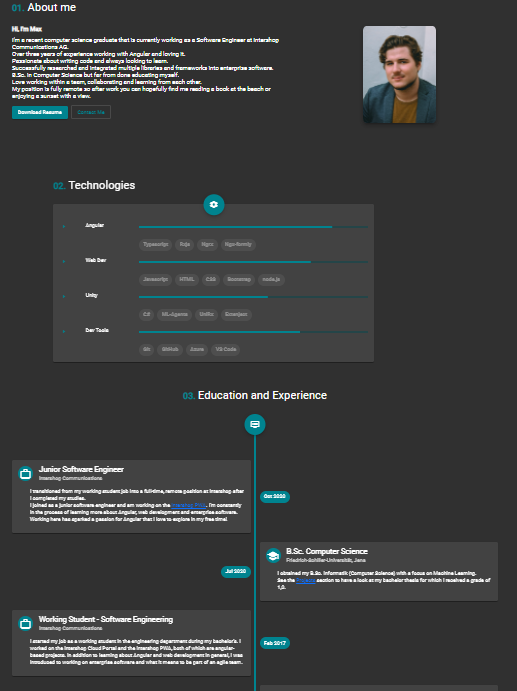 01. About me
Hi, I'm Max
I'm a recent computer science graduate that is currently working as a Software Engineer at Intershop
Communications AG.
Over three years of experience working with Angular and loving it.
Passionate about writing code and always looking to learn.
Successfully researched and integrated multiple libraries and frameworks into enterprise software.
B.Sc. in Computer Science but far from done educating myself.
Love working within a team, collaborating and learning from each other.
My position is fully remote so after work you can hopefully find me reading a book at the beach or
enjoying a sunset with a view.
Download Resume Contact Me
02. Technologies
Angular
Typescript Rxjs Ngrx Ngx-formly
Web Dev
Javascript HTML CSS Bootstrap node.js
Unity
C# ML-Agents UniRx Zenject
Dev Tools
Git GitHub Azure VS Code
03. Education and Experience
Junior Software Engineer
Intershop Communications
I transitioned from my working student job into a full-time, remote position at Intershop after
I completed my studies.
I joined as a junior software engineer and am working on the Intershop PWA. I'm constantly
in the process of learning more about Angular, web development and enterprise software.
Working here has sparked a passion for Angular that I love to explore in my free time!
Oct 2020
B.Sc. Computer Science
Friedrich-Schiller-Universität, Jena
I obtained my B.Sc. Informatik (Computer Science) with a focus on Machine Learning.
See the Projects section to have a look at my bachelor thesis for which I received a grade of
1,0.
Jul 2020
Working Student - Software Engineering
Intershop Communications
I started my job as a working student in the engineering department during my bachelor's. I
worked on the Intershop Cloud Portal and the Intershop PWA, both of which are angular-
based projects. In addition to learning about Angular and web development in general, I was
introduced to working on enterprise software and what it means to be part of an agile team.
Feb 2017